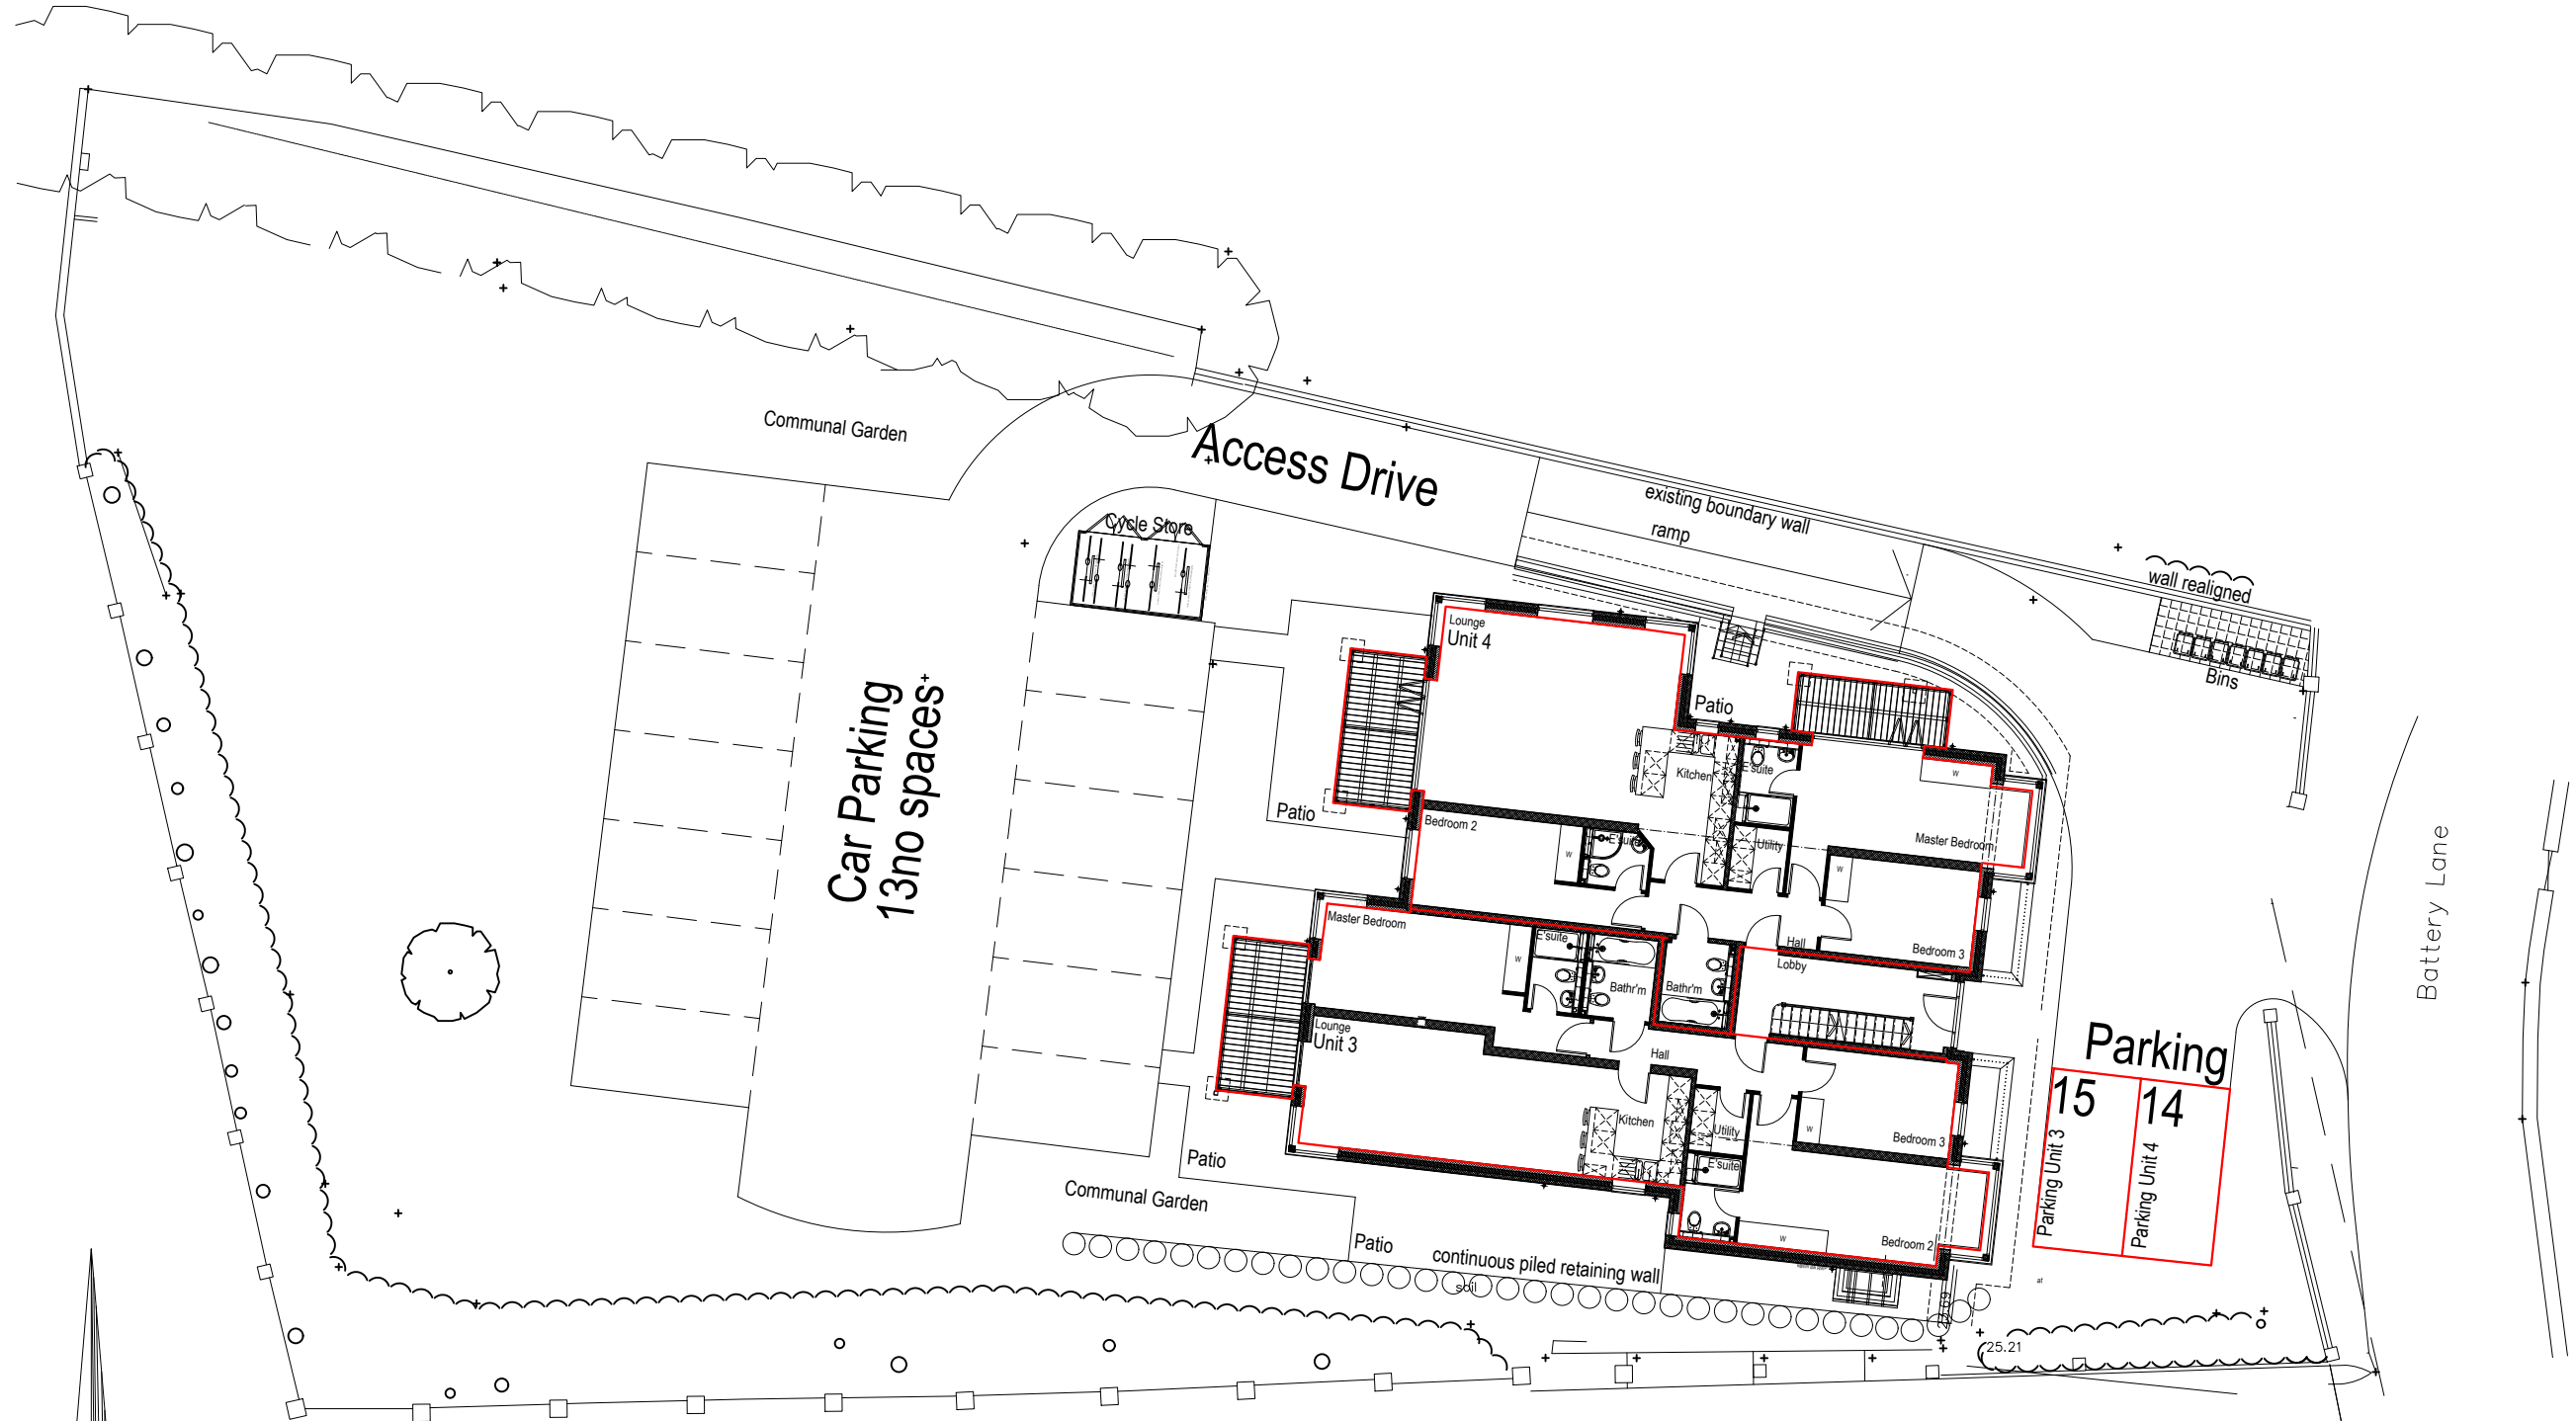 Communal Garden
Access Drive
existing boundary wall
ramp
Cycle Store
wall realigned
Bins
Lounge
Unit 4
Patio
Kitchen
E'suite
w
Master Bedroom
Utility
Patio
Bedroom 2
w
E'suite
w
Hall
Bedroom 3
Lobby
Car Parking
13no spaces
Master Bedroom
w
E'suite
Bathr'm
Bathr'm
Lounge
Unit 3
Hall
Kitchen
Utility
w
Bedroom 3
E'suite
w
Bedroom 2
Patio
Communal Garden
Patio
continuous piled retaining wall
soil
Parking
15
14
Parking Unit 3
Parking Unit 4
Battery Lane
25.21